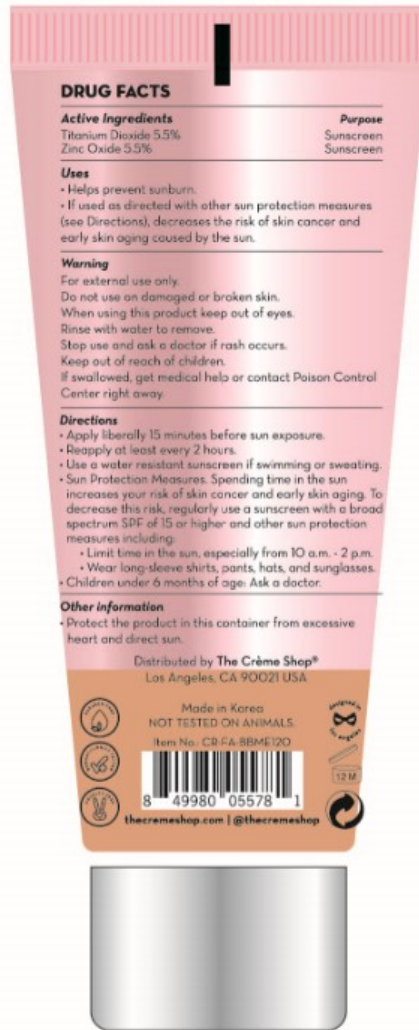 DRUG FACTS
Active Ingredients Purpose
Titanium Dioxide 5.5% Sunscreen
Zinc Oxide 5.5% Sunscreen
Uses
• Helps prevent sunburn.
• If used as directed with other sun protection measures
(see Directions), decreases the risk of skin cancer and
early skin aging caused by the sun.
Warning
For external use only.
Do not use on damaged or broken skin.
When using this product keep out of eyes.
Rinse with water to remove.
Stop use and ask a doctor if rash occurs.
Keep out of reach of children.
If swallowed, get medical help or contact Poison Control
Center right away.
Directions
• Apply liberally 15 minutes before sun exposure.
• Reapply at least every 2 hours.
• Use a water resistant sunscreen if swimming or sweating.
• Sun Protection Measures. Spending time in the sun
increases your risk of skin cancer and early skin aging. To
decrease this risk, regularly use a sunscreen with a broad
spectrum SPF of 15 or higher and other sun protection
measures including:
• Limit time in the sun, especially from 10 a.m. - 2 p.m.
• Wear long-sleeve shirts, pants, hats, and sunglasses.
• Children under 6 months of age: Ask a doctor.
Other information
• Protect the product in this container from excessive
heart and direct sun.
Distributed by The Crème Shop®
Los Angeles, CA 90021 USA
Made in Korea
NOT TESTED ON ANIMALS.
Item No.: CR-FA-BBME120
designed in
los angeles
12 M
8 49980 05578 1
thecremeshop.com | @thecremeshop